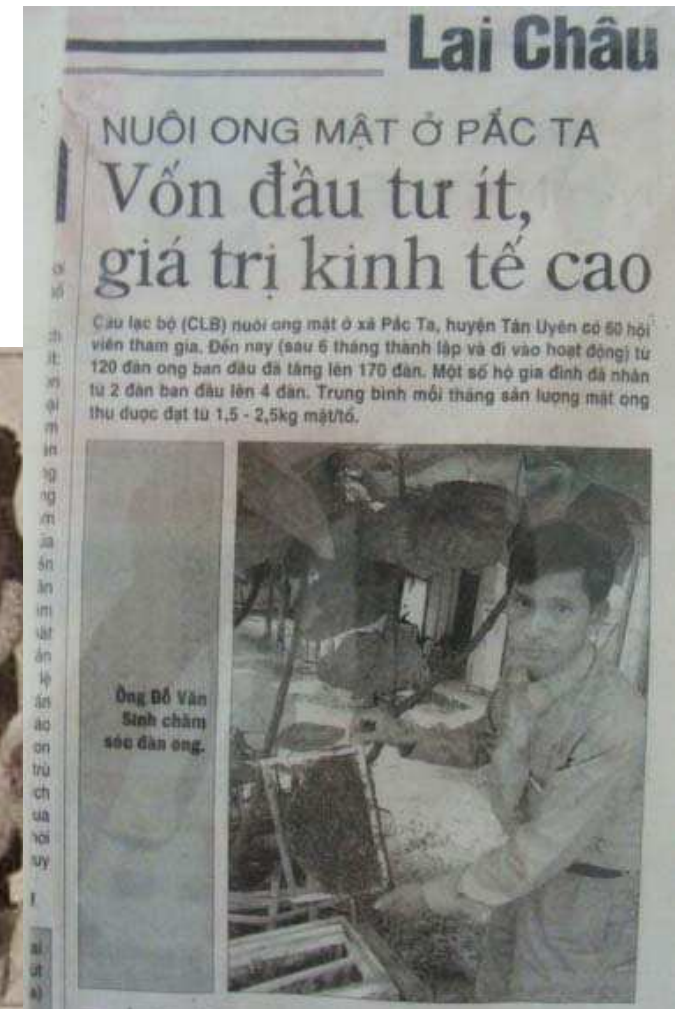 Lai Châu
NUÔI ONG MẬT Ở PẮC TA
Vốn đầu tư ít,
giá trị kinh tế cao
Câu lạc bộ (CLB) nuôi ong mật ở xã Pắc Ta, huyện Tân Uyên có 60 hội
viên tham gia. Đến nay (sau 6 tháng thành lập và đi vào hoạt động) từ
120 đàn ong ban đầu đã tăng lên 170 đàn. Một số hộ gia đình đã nhân
từ 2 đàn ban đầu lên 4 đàn. Trung bình mỗi tháng sản lượng mật ong
thu được đạt từ 1,5 - 2,5kg mật/tổ.
Ông Đỗ Văn
Sinh chăm
sóc đàn ong.